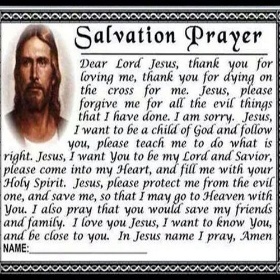 Salvation Prayer
Dear Lord Jesus, thank you for
loving me, thank you for dying on
the cross for me. Jesus, please
forgive me for all the evil things
that I have done. I am sorry. Jesus,
I want to be a child of God and follow
you, please teach me to do what is
right. Jesus, I want You to be my Lord and Savior,
please come into my Heart, and fill me with your
Holy Spirit. Jesus, please protect me from the evil
one, and save me, so that I may go to Heaven with
You. I also pray that you would save my friends
and family. I love you Jesus, I want to know You,
and be close to you. In Jesus name I pray, Amen
NAME: